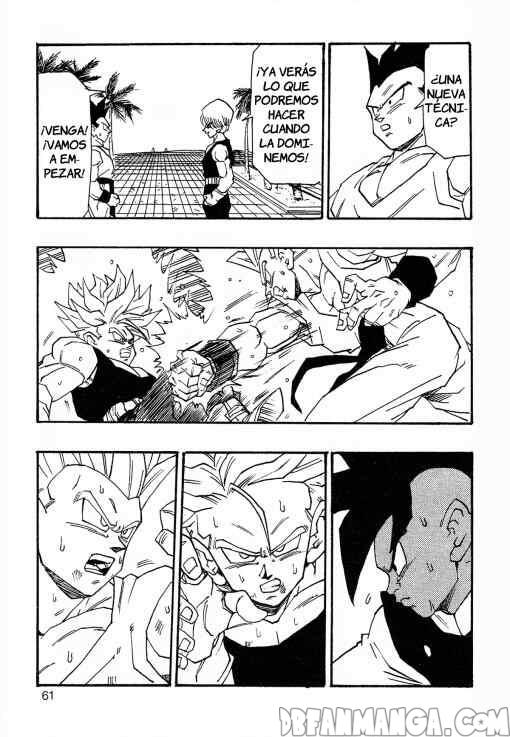 ¡VENGA!
¡VAMOS
A EM-
PEZAR!
¡YA VERÁS
LO QUE
PODREMOS
HACER
CUANDO
LA DOMI-
NEMOS!
¿UNA
NUEVA
TÉCNI-
CA?
61
DBFANMANGA.COM